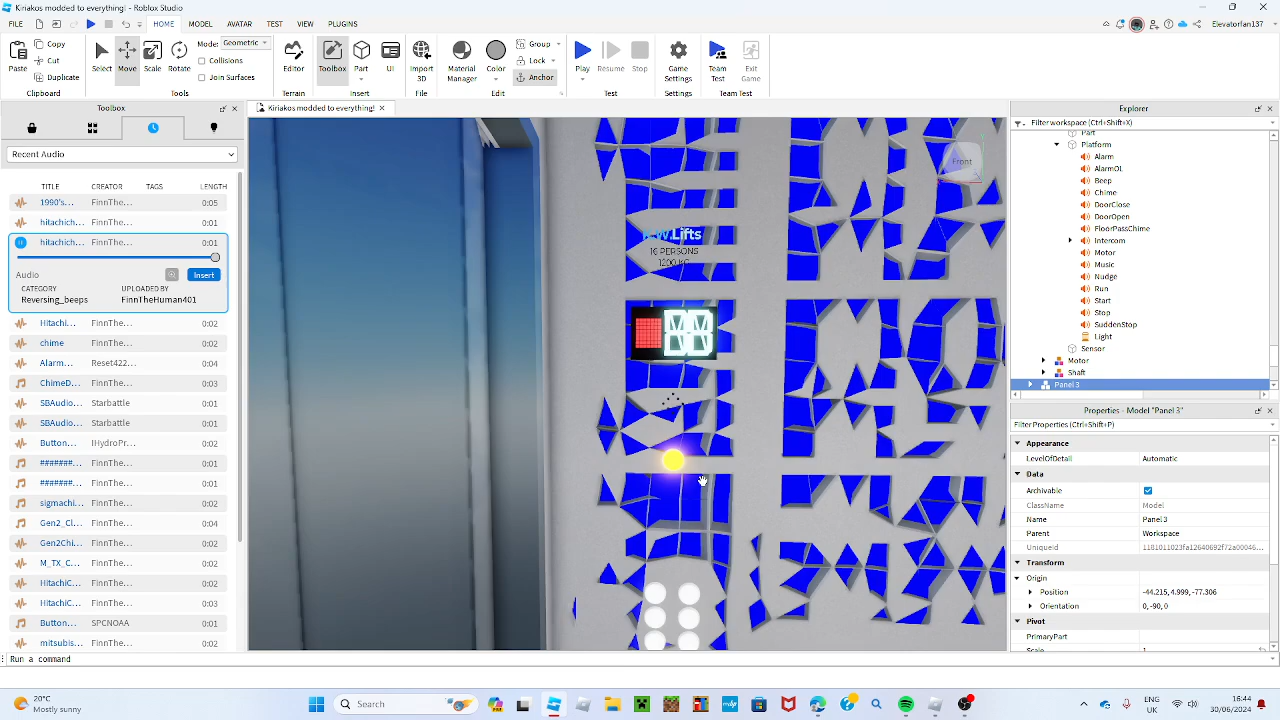 Kiriakos modded to everything! - Roblox Studio
FILE HOME MODEL AVATAR TEST VIEW PLUGINS Elevatorfan137
Paste Copy Cut Duplicate Clipboard
Select Move Scale Rotate Mode: Geometric Collisions Join Surfaces Tools
Editor Terrain
Toolbox Part UI Insert
Import 3D File
Material Manager Color Group Lock Anchor Edit
Play Resume Stop Test
Game Settings Settings
Team Test Exit Game Team Test
Toolbox
Kiriakos modded to everything!
Recent Audio
TITLE CREATOR TAGS LENGTH
1990's... FinnThe... 0:05
hitachich... FinnThe... 0:01
hitachich... FinnThe... 0:01
Audio Insert
CATEGORY UPLOADED BY
Reversing_beeps FinnTheHuman401
Hitachi... FinnThe... 0:02
chime FinnThe... 0:02
Alarm... Reset422... 0:04
ChimeD... FinnThe... 0:03
SBAudio... Starbattle 0:03
SBAudio... Starbattle 0:03
Button... IHydroPr... 0:02
#######... FinnThe... 0:03
#######... FinnThe... 0:03
sigmachi... FinnThe... 0:02
Gen2_Cl... FinnThe... 0:04
Gen2Chi... FinnThe... 0:02
M_TX_C... FinnThe... 0:02
HitachiC... FinnThe... 0:02
HitachiC... FinnThe... 0:03
Button... SPCNOAA 0:02
mitsubis... FinnThe... 0:02
K.W.Lifts
16 PERSONS
1200 KG
Front
Explorer
Filter workspace (Ctrl+Shift+X)
Part
Platform
Alarm
AlarmOL
Beep
Chime
DoorClose
DoorOpen
FloorPassChime
Intercom
Motor
Music
Nudge
Run
Start
Stop
SuddenStop
Light
Sensor
Motor
Shaft
Panel 3
Properties - Model "Panel 3"
Filter Properties (Ctrl+Shift+P)
Appearance
LevelOfDetail Automatic
Data
Archivable
ClassName Model
Name Panel 3
Parent Workspace
UniqueId 1181011023fa12640692f72a00046...
Transform
Origin
Position -44.215, 4.999, -77.306
Orientation 0, -90, 0
Pivot
PrimaryPart
Scale 1
Run a command
20°C
Mostly sunny
Search
ENG
UK
16:44
30/06/2024